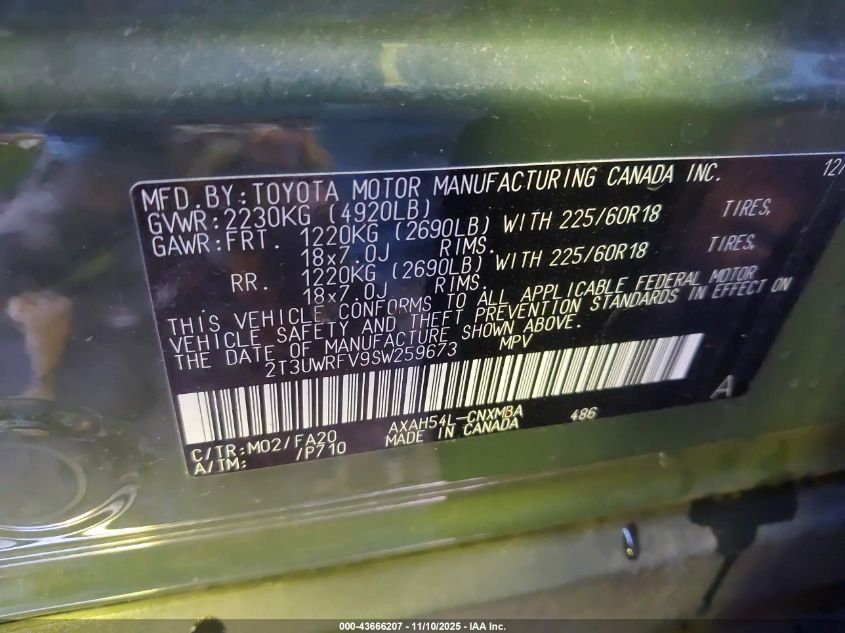 MFD.BY:TOYOTA MOTOR MANUFACTURING CANADA INC. 12/
GVWR:2230KG (4920LB)
GAWR:FRT. 1220KG (2690LB) WITH 225/60R18 TIRES,
18x7.0J RIMS.
RR. 1220KG (2690LB) WITH 225/60R18 TIRES,
18x7.0J RIMS.
THIS VEHICLE CONFORMS TO ALL APPLICABLE FEDERAL MOTOR
VEHICLE SAFETY AND THEFT PREVENTION STANDARDS IN EFFECT ON
THE DATE OF MANUFACTURE SHOWN ABOVE.
2T3UWRFV9SW259673 MPV
A
C/TR:M02/FA20 AXAH54L-CNXMBA 486
A/TM: /P710 MADE IN CANADA
000-43666207 - 11/10/2025 - IAA Inc.